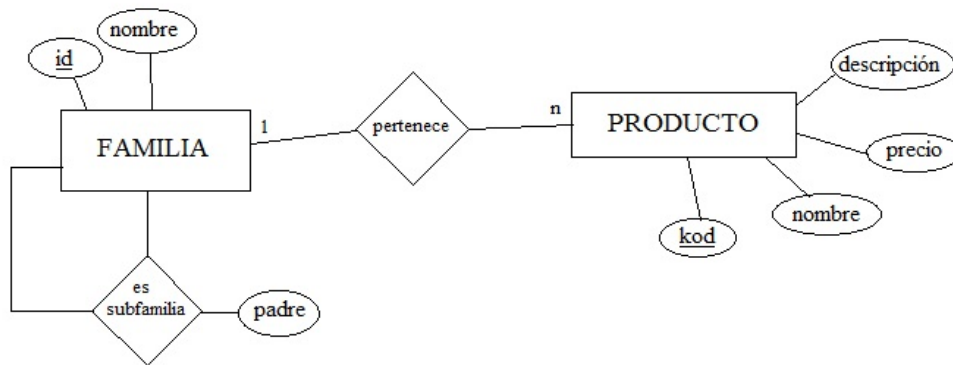 nombre
id
descripción
FAMILIA
1
pertenece
n
PRODUCTO
precio
nombre
kod
es
subfamilia
padre